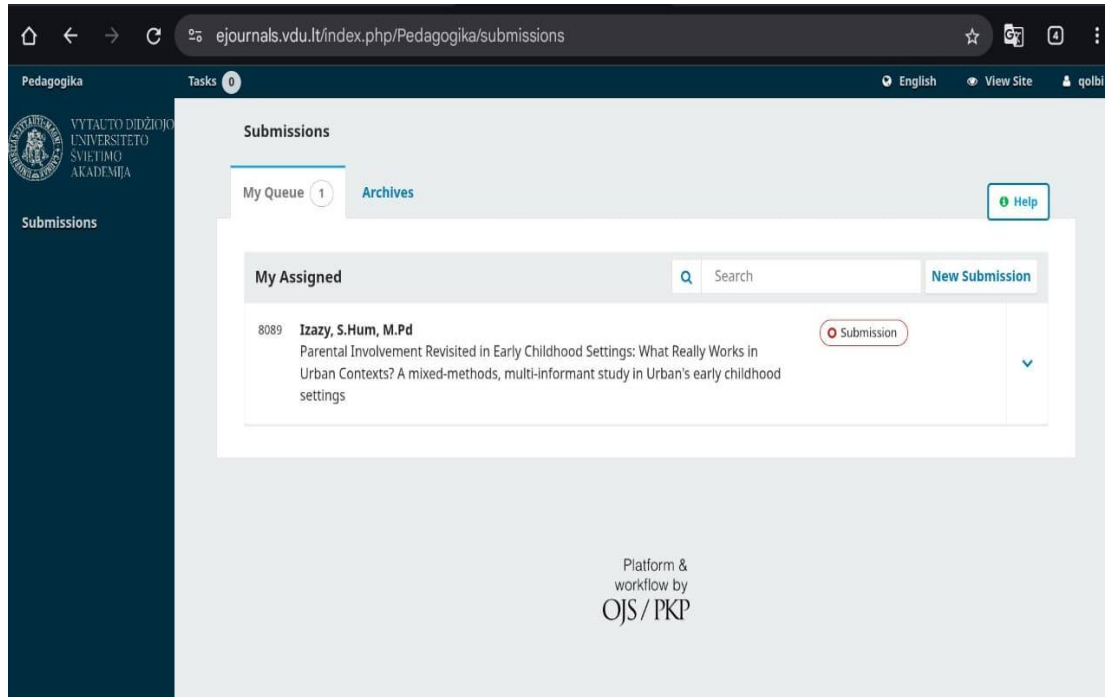 ejournals.vdu.lt/index.php/Pedagogika/submissions
4
Pedagogika
Tasks 0
English
View Site
qolbi
VYTAUTO DIDŽIOJO
UNIVERSITETO
ŠVIETIMO
AKADEMIJA
Submissions
Submissions
My Queue 1
Archives
Help
My Assigned
Search
New Submission
8089 Izazy, S.Hum, M.Pd
Submission
Parental Involvement Revisited in Early Childhood Settings: What Really Works in
Urban Contexts? A mixed-methods, multi-informant study in Urban's early childhood
settings
Platform &
workflow by
OJS / PKP